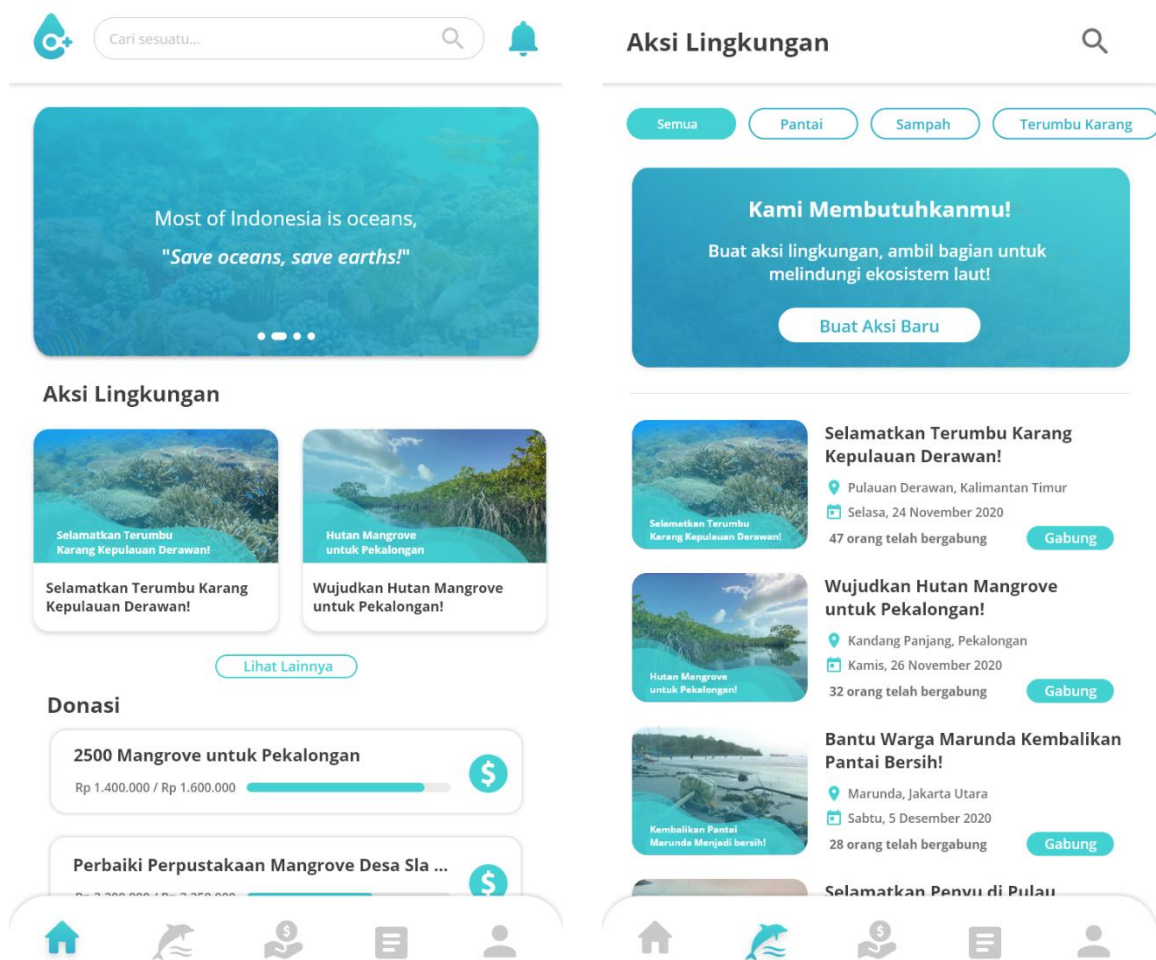 Cari sesuatu...
Most of Indonesia is oceans,
"Save oceans, save earths!"
Aksi Lingkungan
Selamatkan Terumbu
Karang Kepulauan Derawan!
Selamatkan Terumbu Karang
Kepulauan Derawan!
Hutan Mangrove
untuk Pekalongan
Wujudkan Hutan Mangrove
untuk Pekalongan!
Lihat Lainnya
Donasi
2500 Mangrove untuk Pekalongan
Rp 1.400.000 / Rp 1.600.000
$
Perbaiki Perpustakaan Mangrove Desa Sla ...
$
$
Aksi Lingkungan
Semua
Pantai
Sampah
Terumbu Karang
Kami Membutuhkanmu!
Buat aksi lingkungan, ambil bagian untuk
melindungi ekosistem laut!
Buat Aksi Baru
Selamatkan Terumbu
Karang Kepulauan Derawan!
Selamatkan Terumbu Karang
Kepulauan Derawan!
Pulauan Derawan, Kalimantan Timur
Selasa, 24 November 2020
47 orang telah bergabung
Gabung
Hutan Mangrove
untuk Pekalongan!
Wujudkan Hutan Mangrove
untuk Pekalongan!
Kandang Panjang, Pekalongan
Kamis, 26 November 2020
32 orang telah bergabung
Gabung
Kembalikan Pantai
Marunda Menjadi bersih!
Bantu Warga Marunda Kembalikan
Pantai Bersih!
Marunda, Jakarta Utara
Sabtu, 5 Desember 2020
28 orang telah bergabung
Gabung
Selamatkan Penyu di Pulau
$